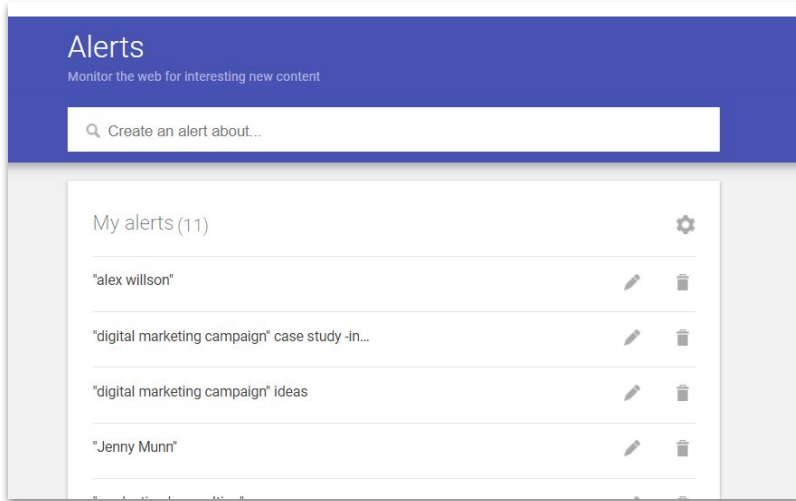 Alerts
Monitor the web for interesting new content
Create an alert about...
My alerts (11)
"alex willson"
"digital marketing campaign" case study -in...
"digital marketing campaign" ideas
"Jenny Munn"